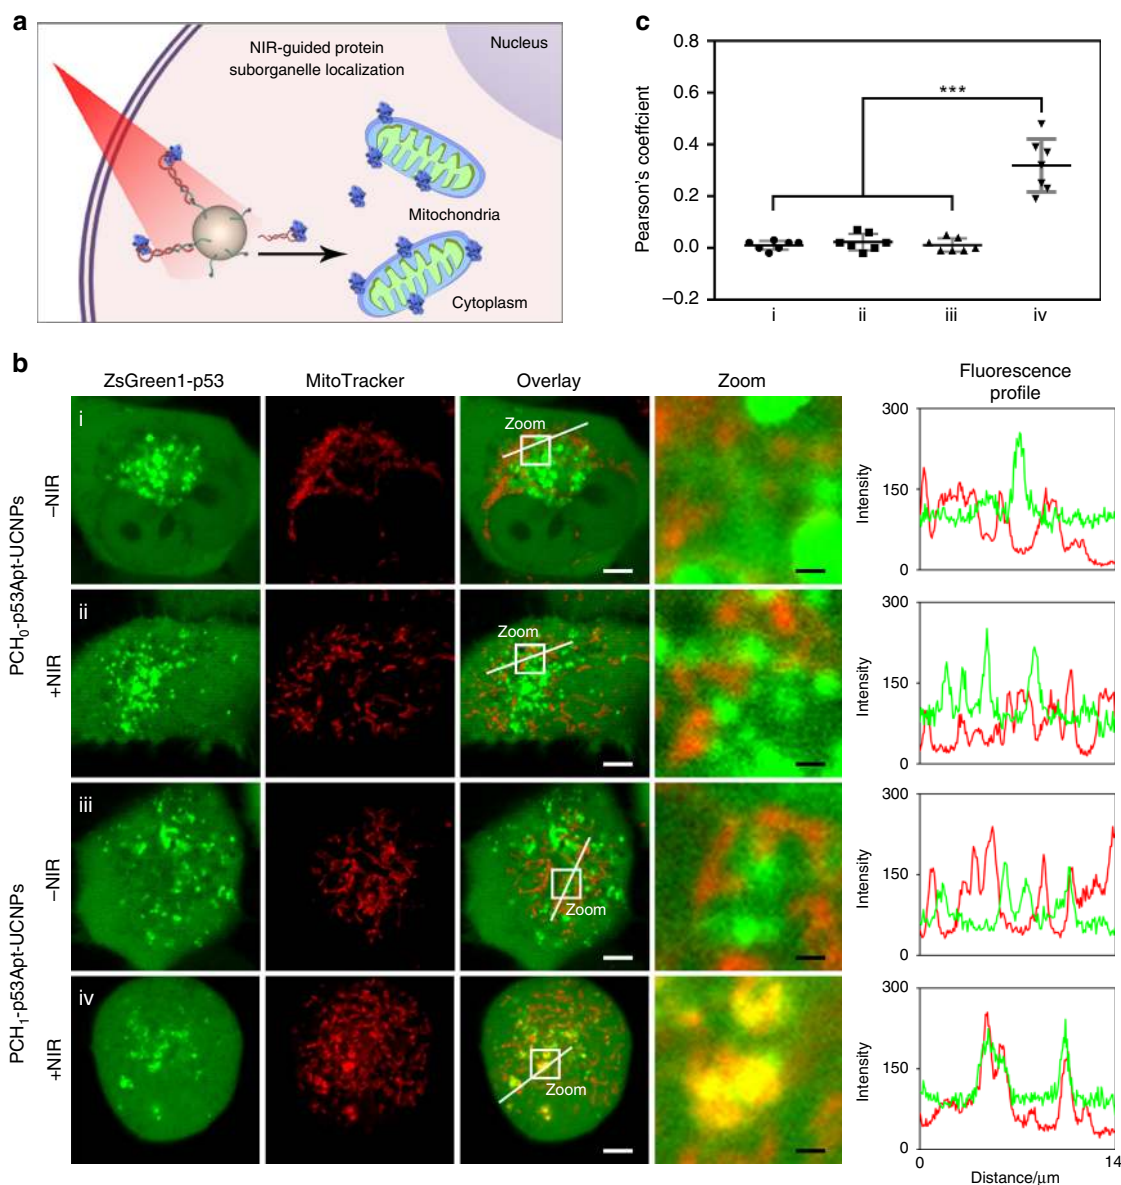 a
NIR-guided protein
suborganelle localization
Nucleus
Mitochondria
Cytoplasm
c
Pearson's coeffcient
0.8
0.6
0.4
0.2
0.0
–0.2
***
i
ii
iii
iv
b
ZsGreen1-p53
MitoTracker
Overlay
Zoom
Fluorescence
profile
PCH0-p53Apt-UCNPs
–NIR
i
Zoom
Intensity
300
150
0
+NIR
ii
Zoom
Intensity
300
150
0
PCH1-p53Apt-UCNPs
–NIR
iii
Zoom
Intensity
300
150
0
+NIR
iv
Zoom
Intensity
300
150
0
0
14
Distance/μm